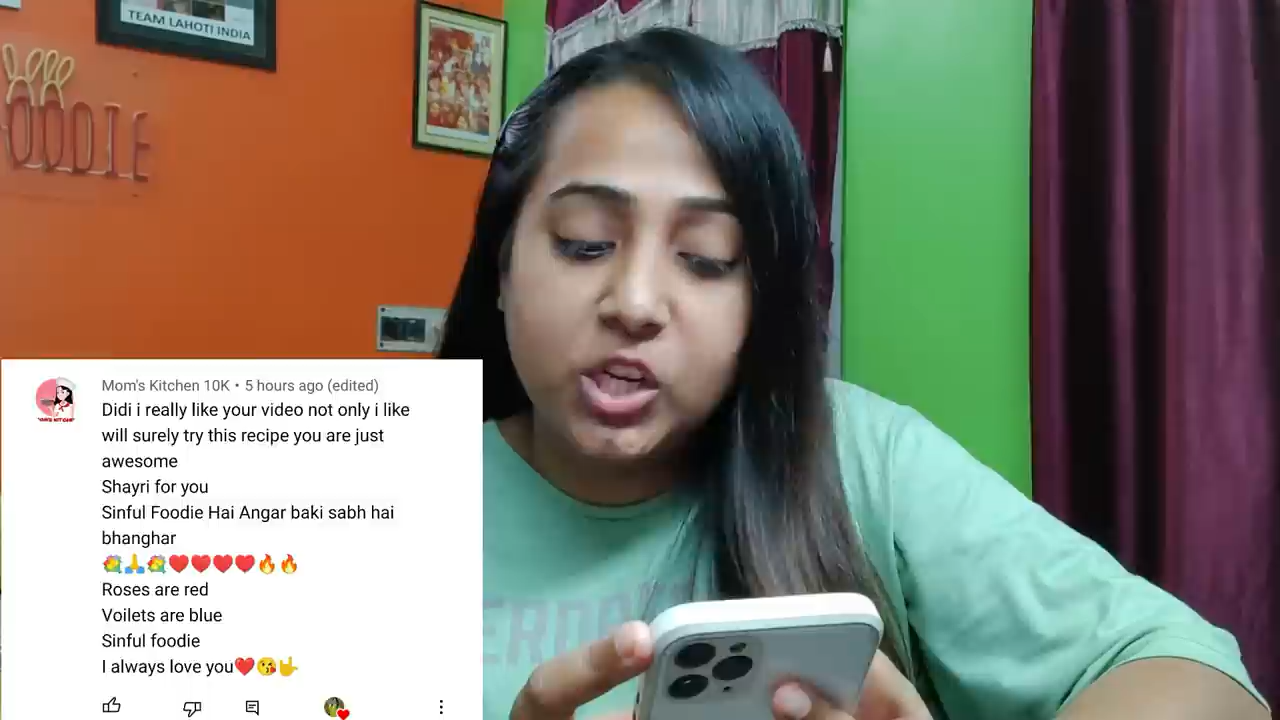 TEAM LAHOTI INDIA
OODIE
Mom's Kitchen 10K • 5 hours ago (edited)
Didi i really like your video not only i like
will surely try this recipe you are just
awesome
Shayri for you
Sinful Foodie Hai Angar baki sabh hai
bhanghar
💐🙏💐❤️❤️❤️❤️🔥🔥
Roses are red
Voilets are blue
Sinful foodie
I always love you❤️😘🤟